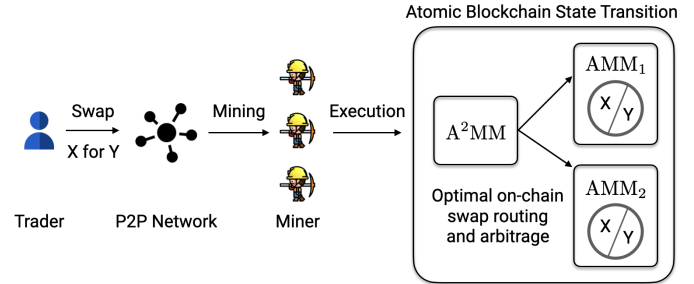 Atomic Blockchain State Transition
Swap
X for Y
Mining
Execution
A²MM
AMM₁
X
Y
AMM₂
X
Y
Optimal on-chain
swap routing
and arbitrage
Trader
P2P Network
Miner